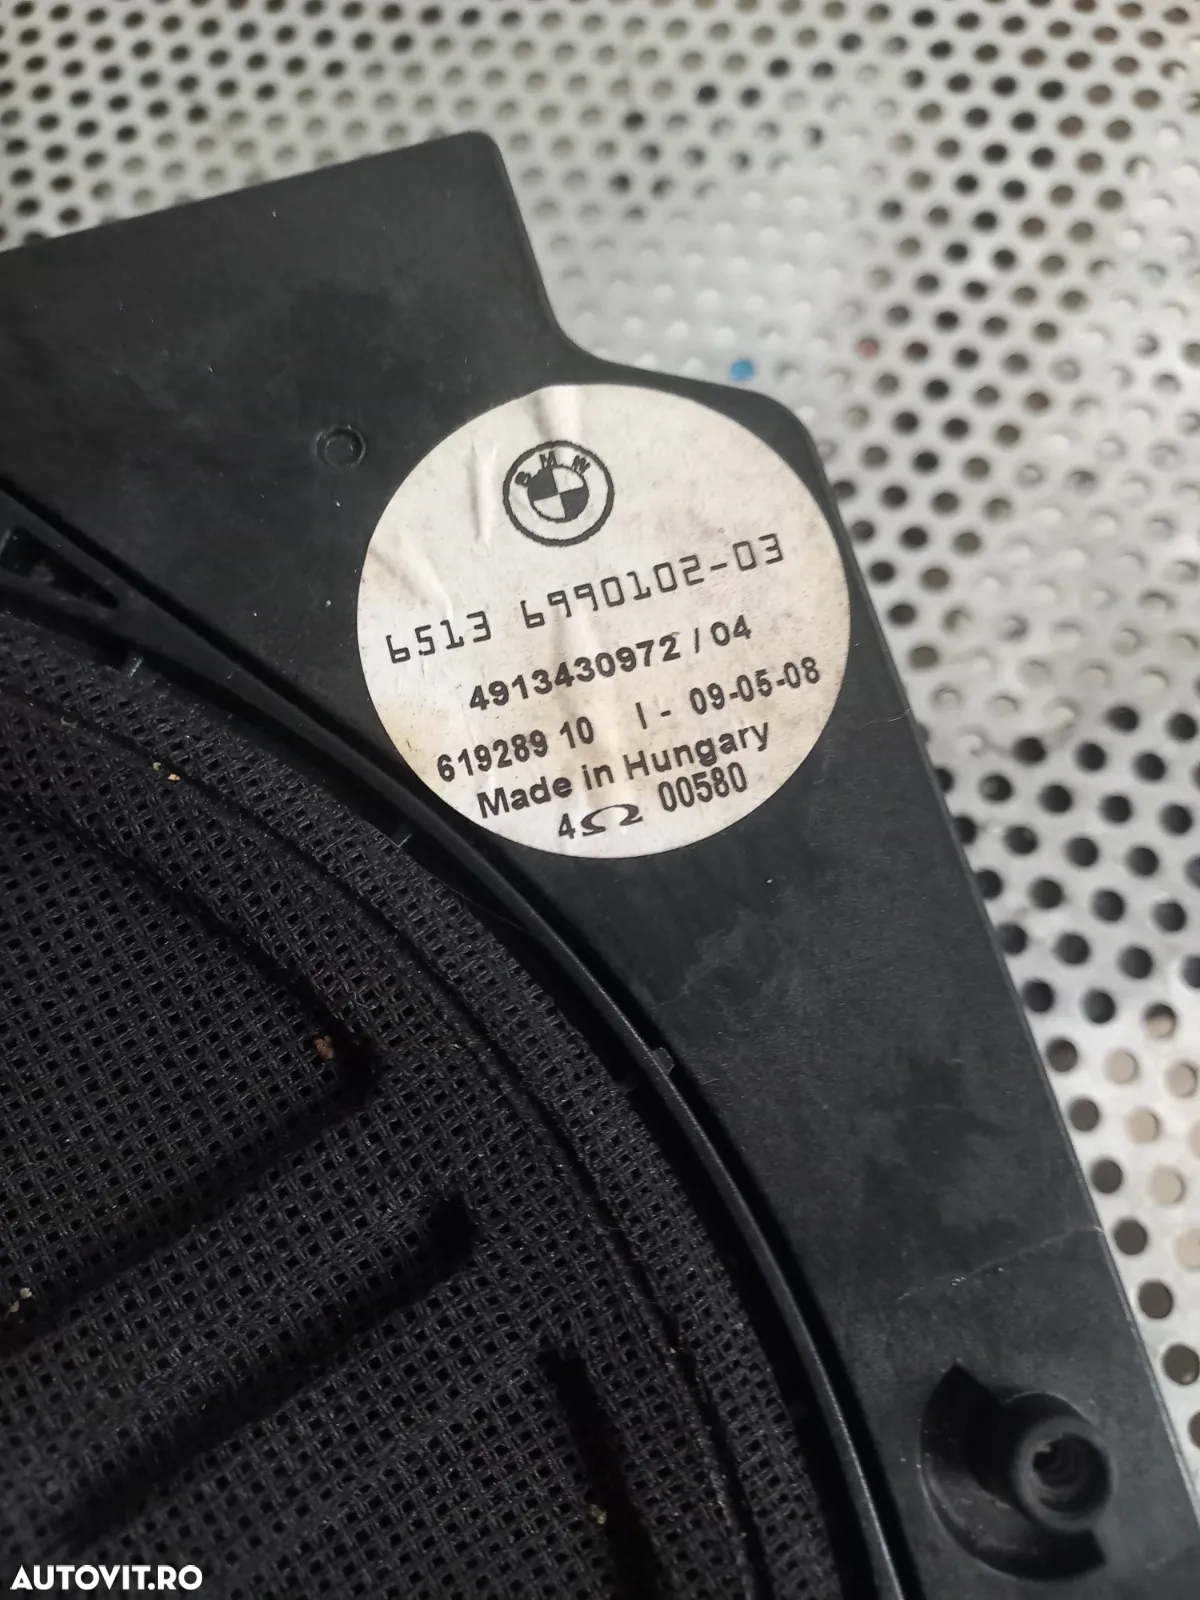 BMW
6513 6990102-03
4913430972 / 04
619289 10 I - 09-05-08
Made in Hungary
4Ω 00580
AUTOVIT.RO